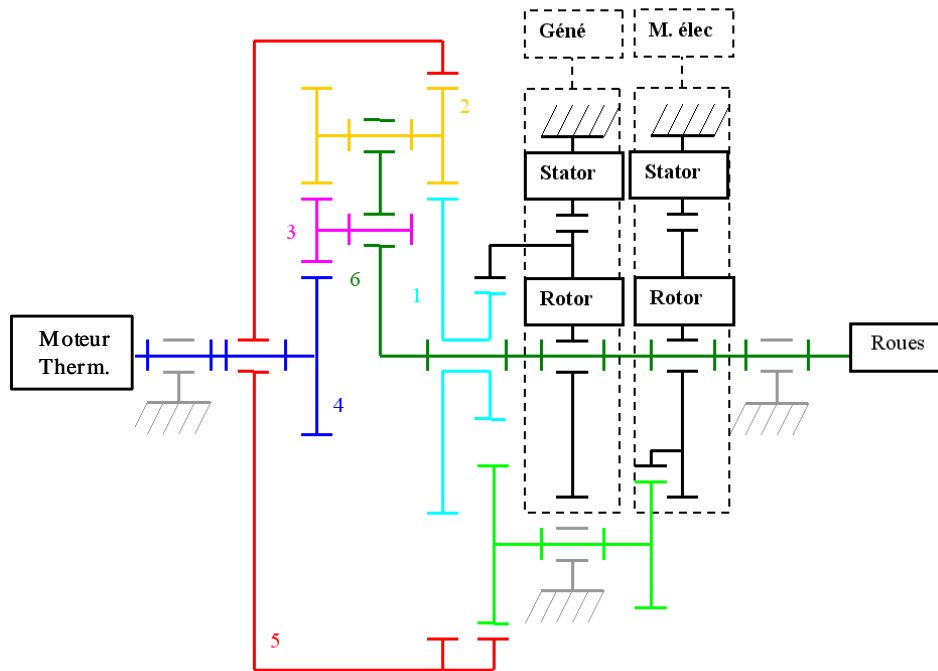 Géné
M. élec
2
Stator
Stator
3
6
1
Rotor
Rotor
Moteur
Therm.
Roues
4
5